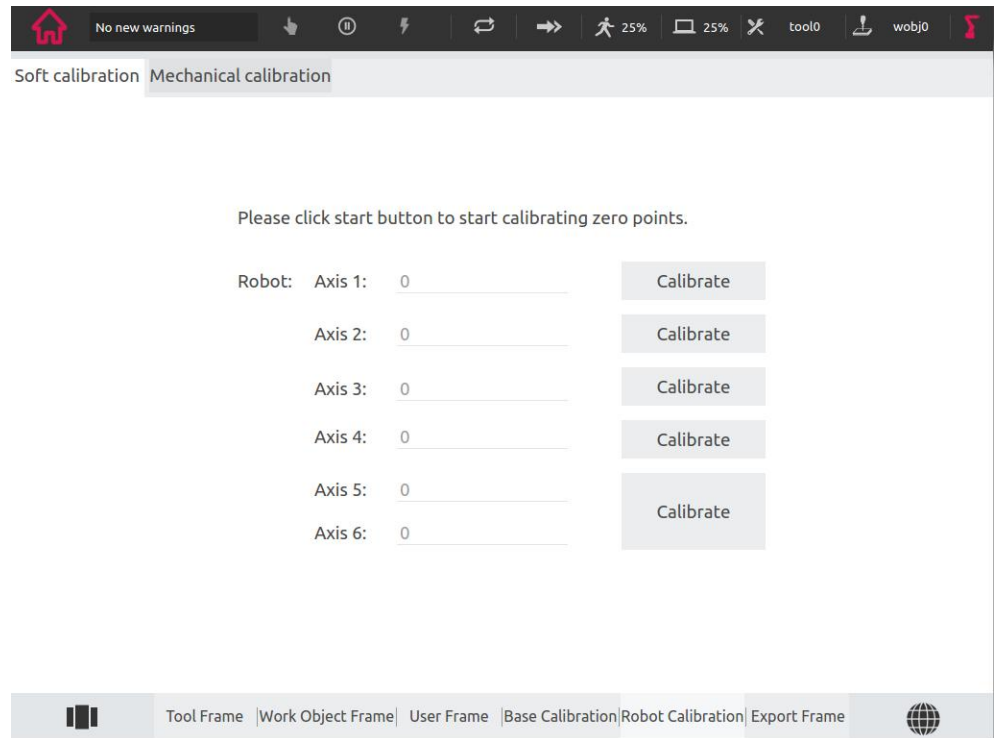 No new warnings 25% 25% tool0 wobj0
Soft calibration Mechanical calibration
Please click start button to start calibrating zero points.
Robot: Axis 1: 0 Calibrate
Axis 2: 0 Calibrate
Axis 3: 0 Calibrate
Axis 4: 0 Calibrate
Axis 5: 0
Calibrate
Axis 6: 0
Tool Frame Work Object Frame User Frame Base Calibration Robot Calibration Export Frame